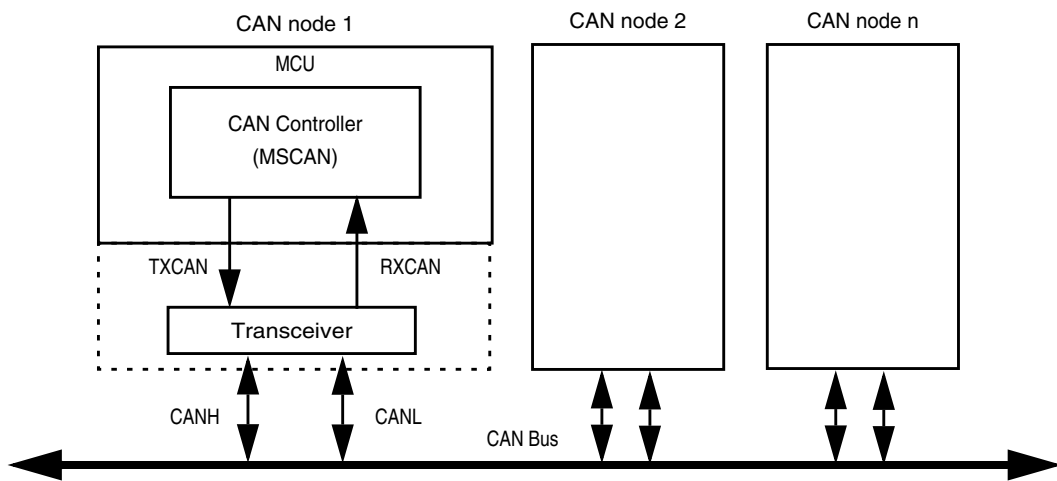 CAN node 1
CAN node 2
CAN node n
MCU
CAN Controller
(MSCAN)
TXCAN
RXCAN
Transceiver
CANH
CANL
CAN Bus